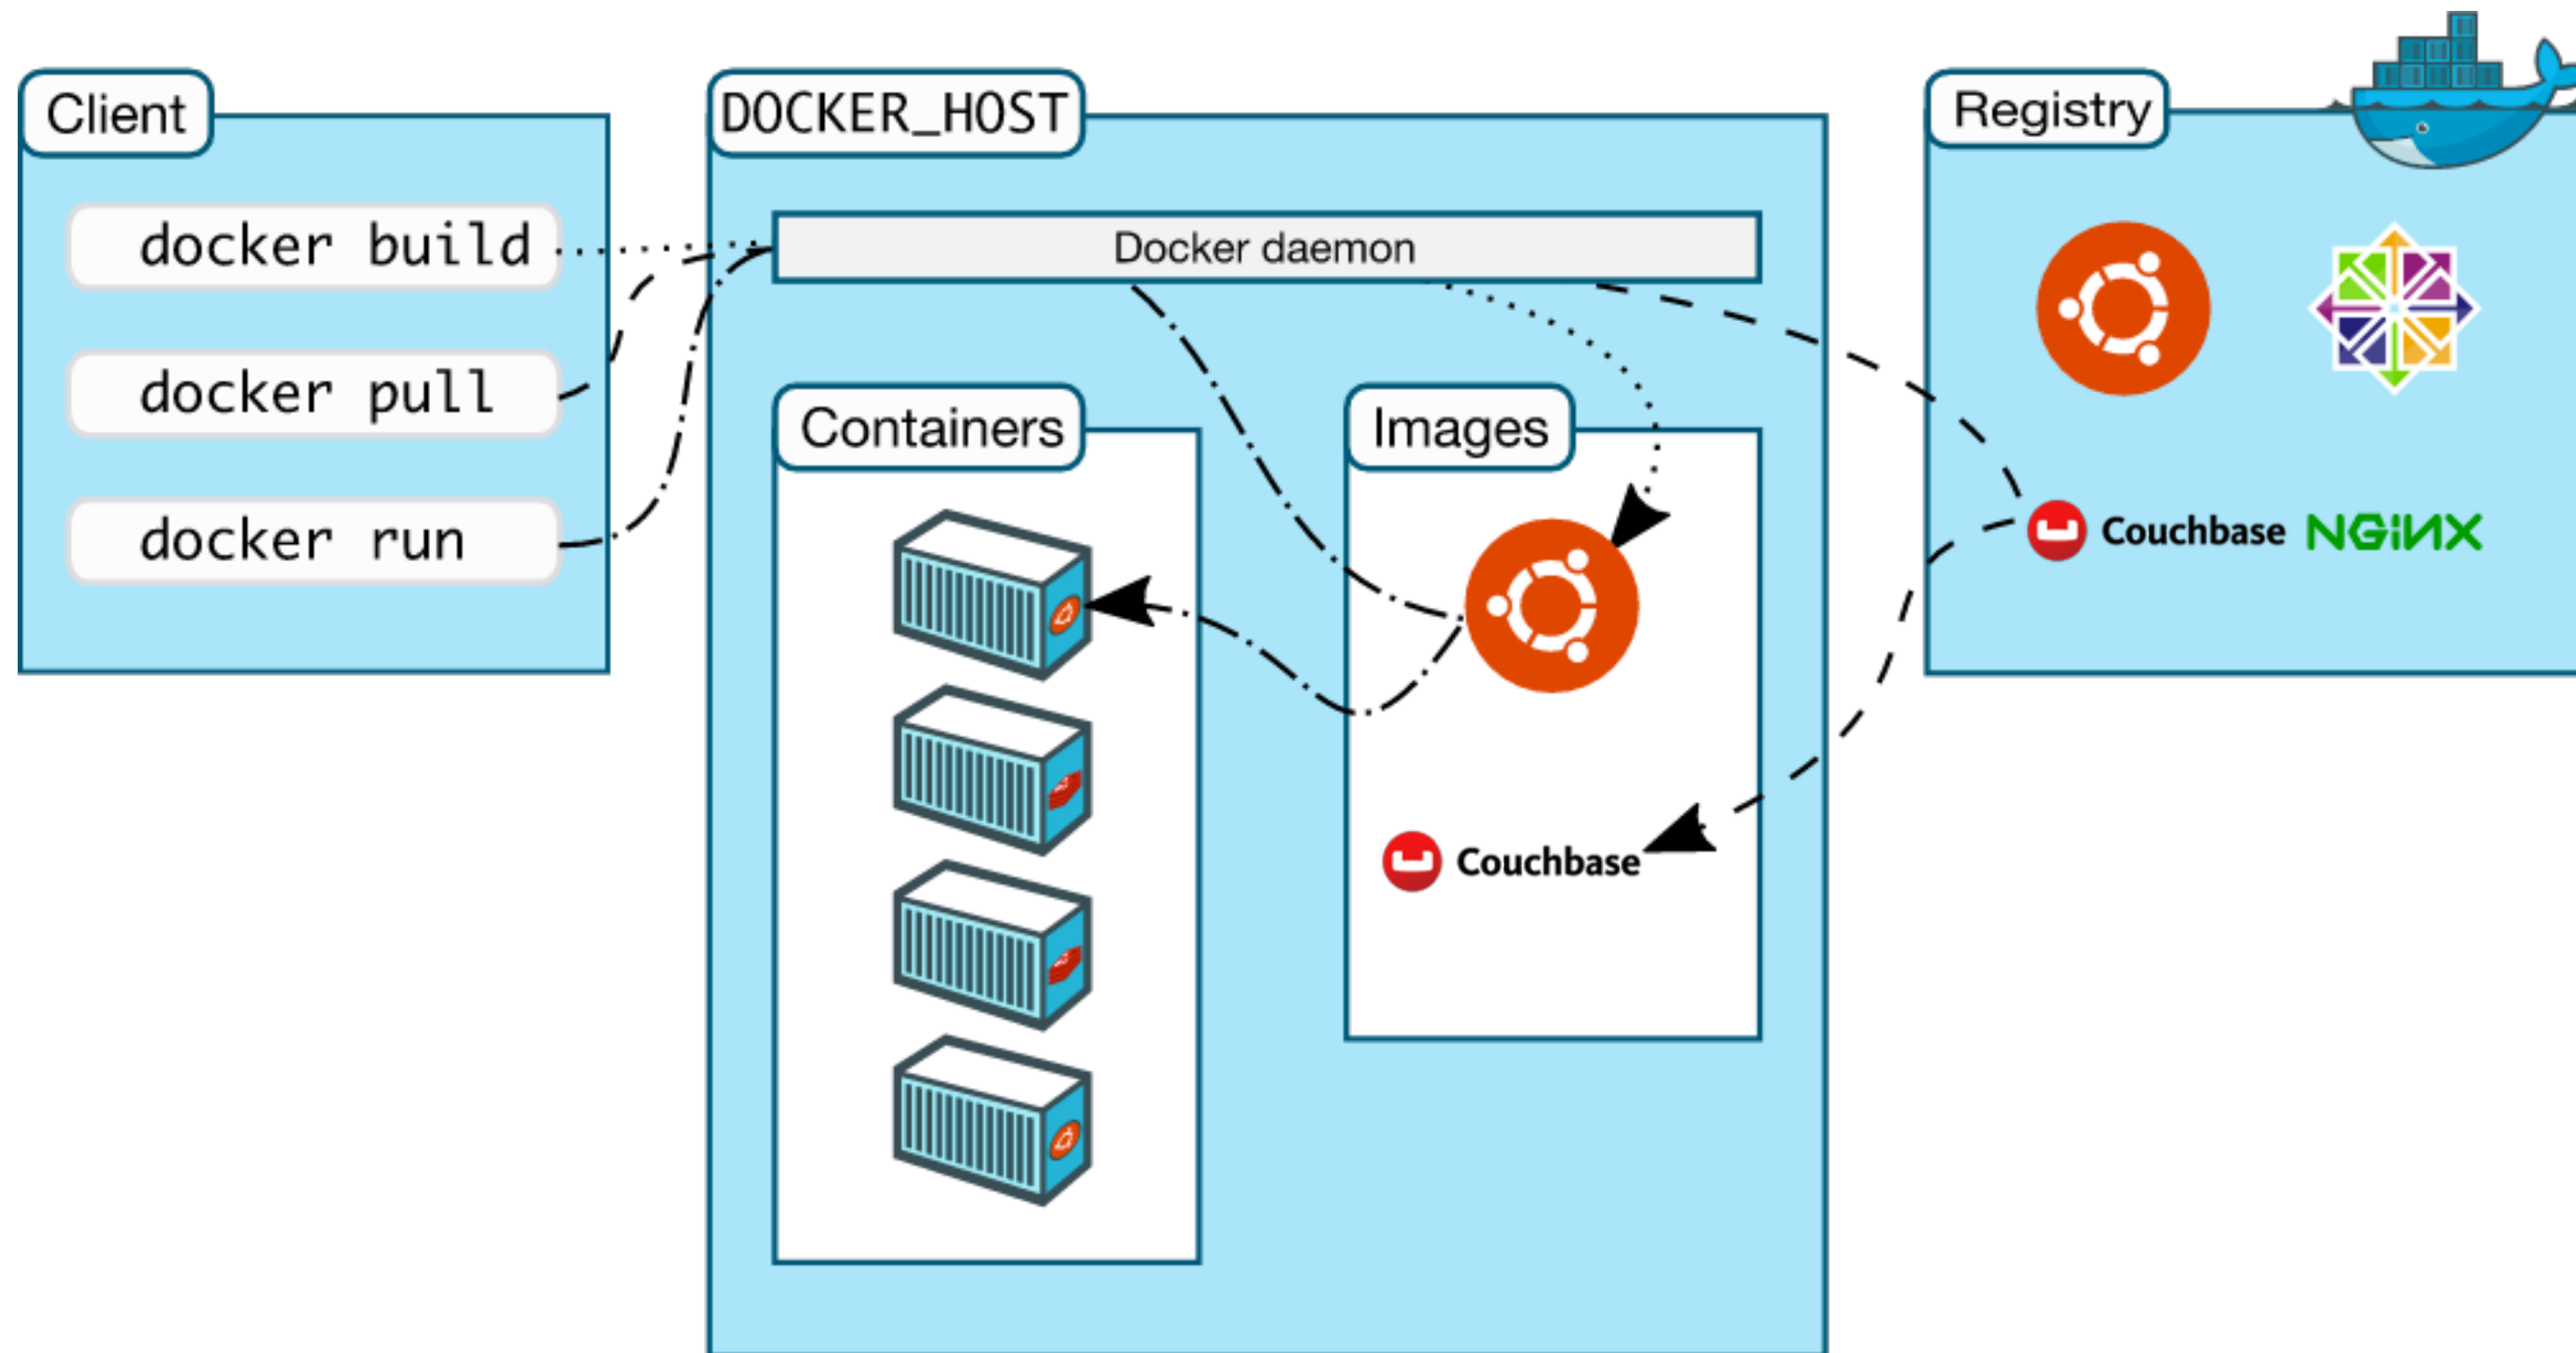 Client
docker build
docker pull
docker run
DOCKER_HOST
Docker daemon
Containers
Images
Couchbase
Registry
Couchbase
NGiNX